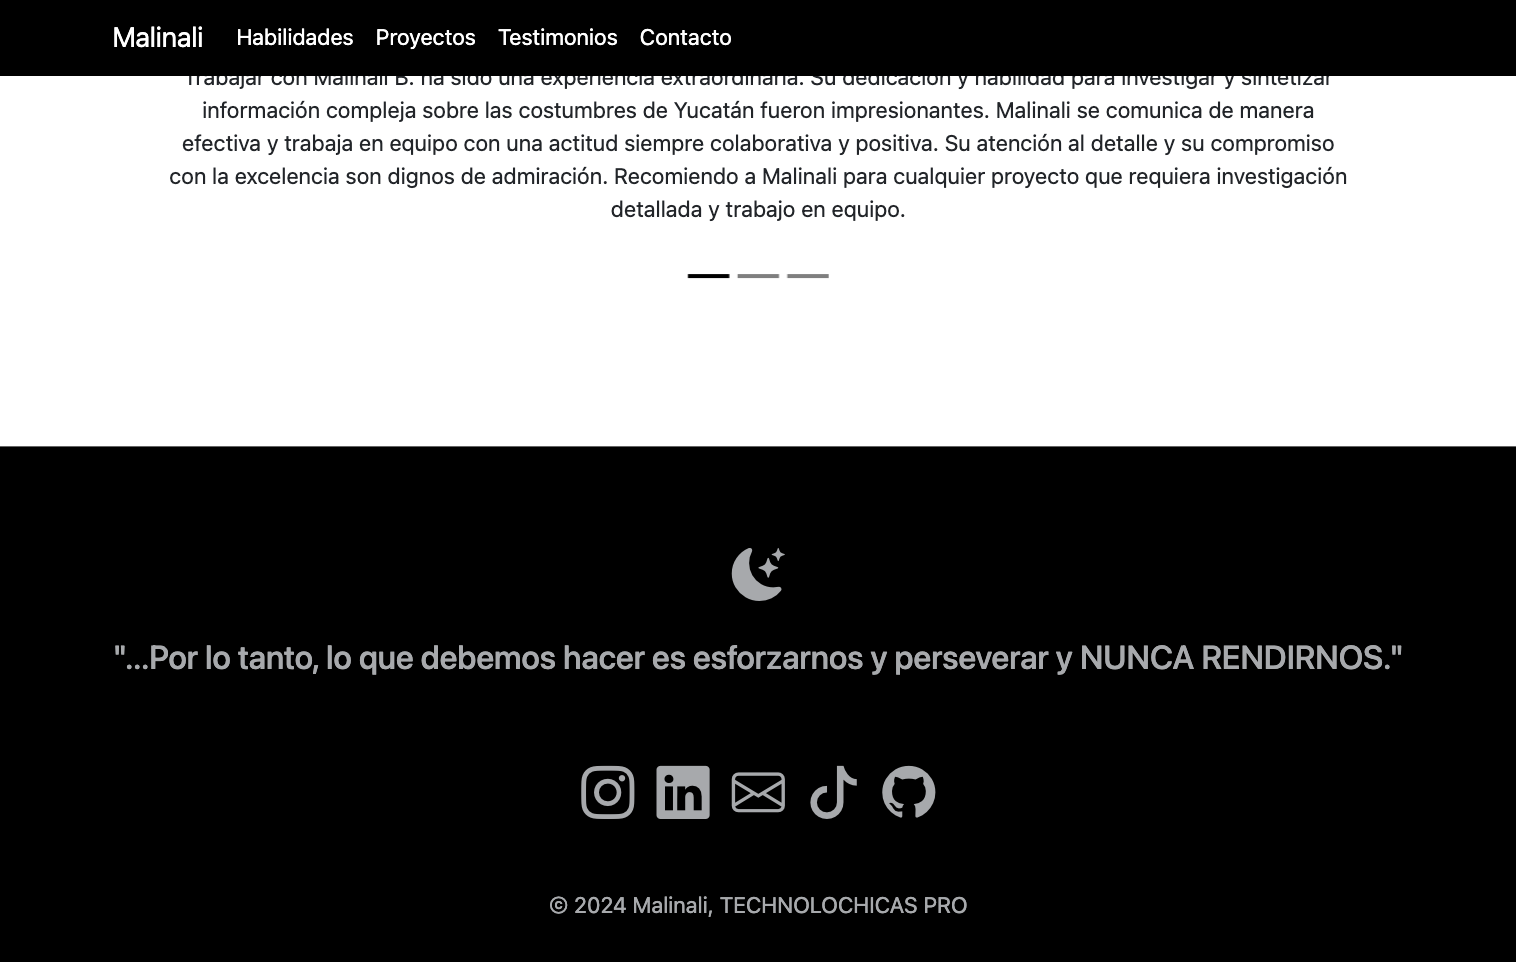 Malinali Habilidades Proyectos Testimonios Contacto
Trabajar con Malinali B. ha sido una experiencia extraordinaria. Su dedicación y habilidad para investigar y sintetizar
información compleja sobre las costumbres de Yucatán fueron impresionantes. Malinali se comunica de manera
efectiva y trabaja en equipo con una actitud siempre colaborativa y positiva. Su atención al detalle y su compromiso
con la excelencia son dignos de admiración. Recomiendo a Malinali para cualquier proyecto que requiera investigación
detallada y trabajo en equipo.
"...Por lo tanto, lo que debemos hacer es esforzarnos y perseverar y NUNCA RENDIRNOS."
in
© 2024 Malinali, TECHNOLOCHICAS PRO